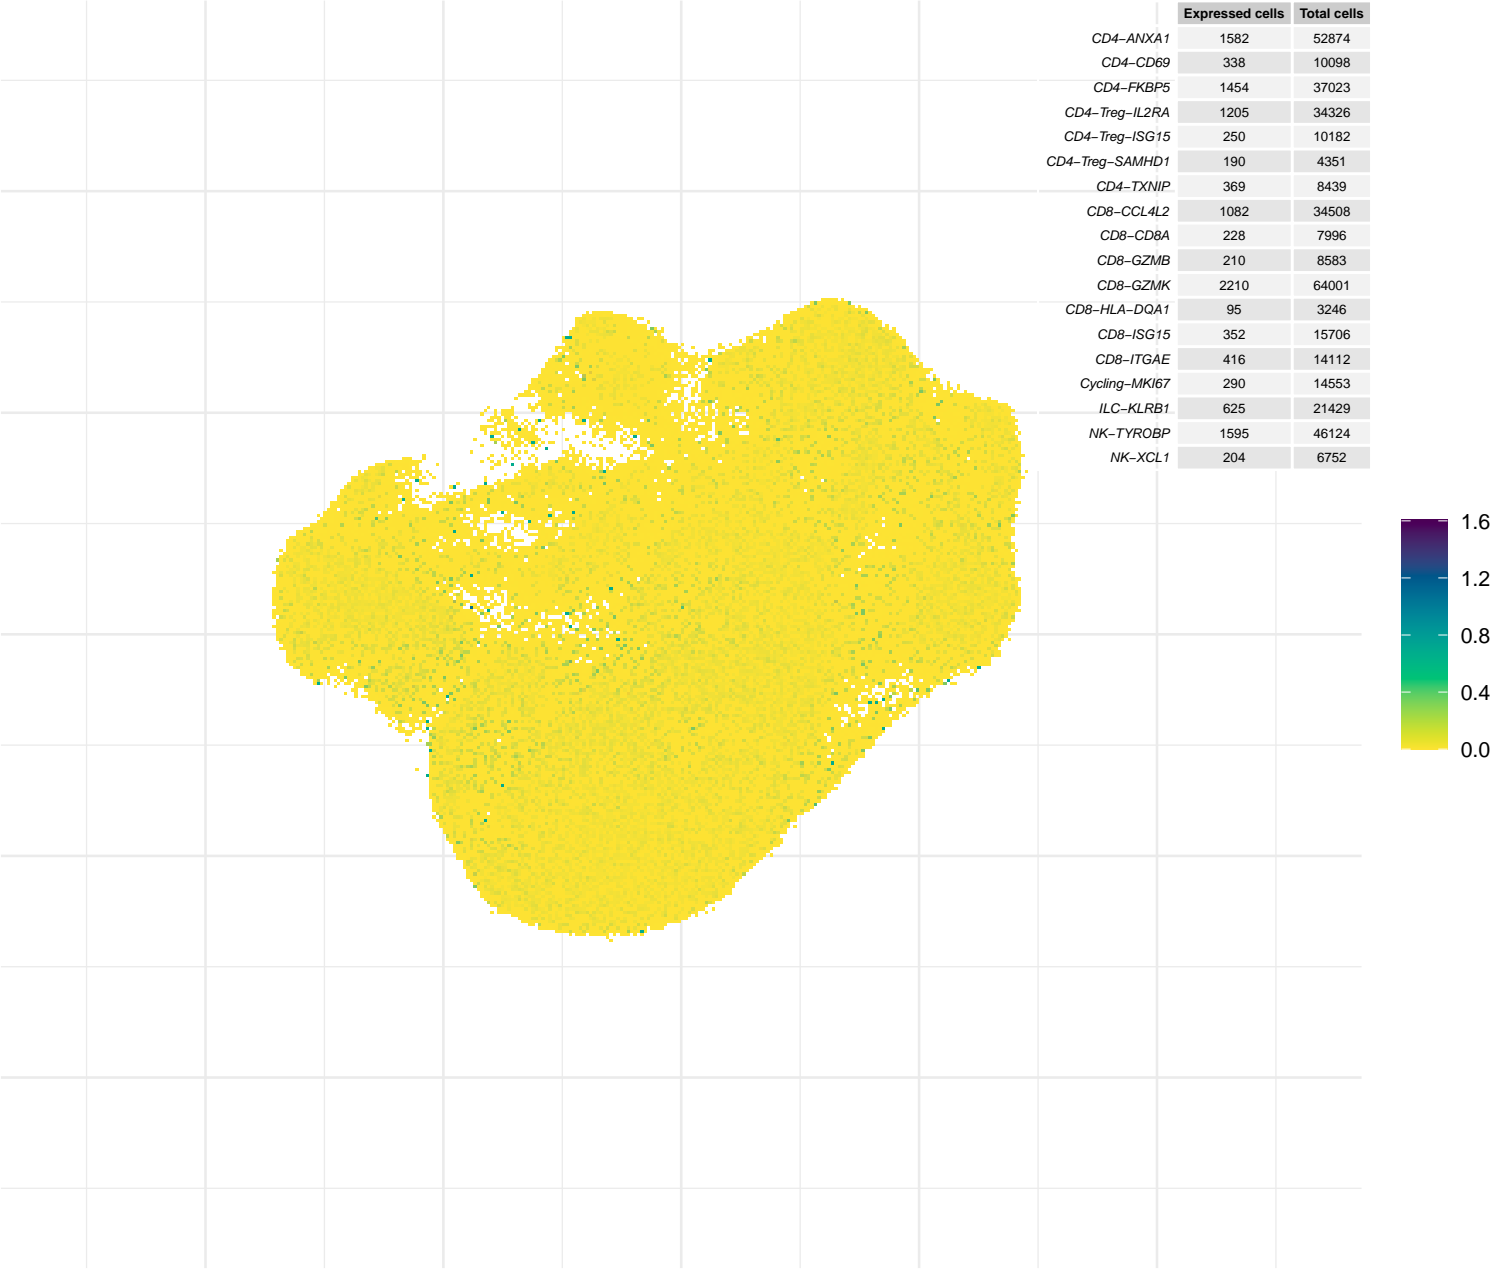 Expressed cells Total cells
CD4−ANXA1 1582 52874
CD4−CD69 338 10098
CD4−FKBP5 1454 37023
CD4−Treg−IL2RA 1205 34326
CD4−Treg−ISG15 250 10182
CD4−Treg−SAMHD1 190 4351
CD4−TXNIP 369 8439
CD8−CCL4L2 1082 34508
CD8−CD8A 228 7996
CD8−GZMB 210 8583
CD8−GZMK 2210 64001
CD8−HLA−DQA1 95 3246
CD8−ISG15 352 15706
CD8−ITGAE 416 14112
Cycling−MKI67 290 14553
ILC−KLRB1 625 21429
NK−TYROBP 1595 46124
NK−XCL1 204 6752
1.6
1.2
0.8
0.4
0.0